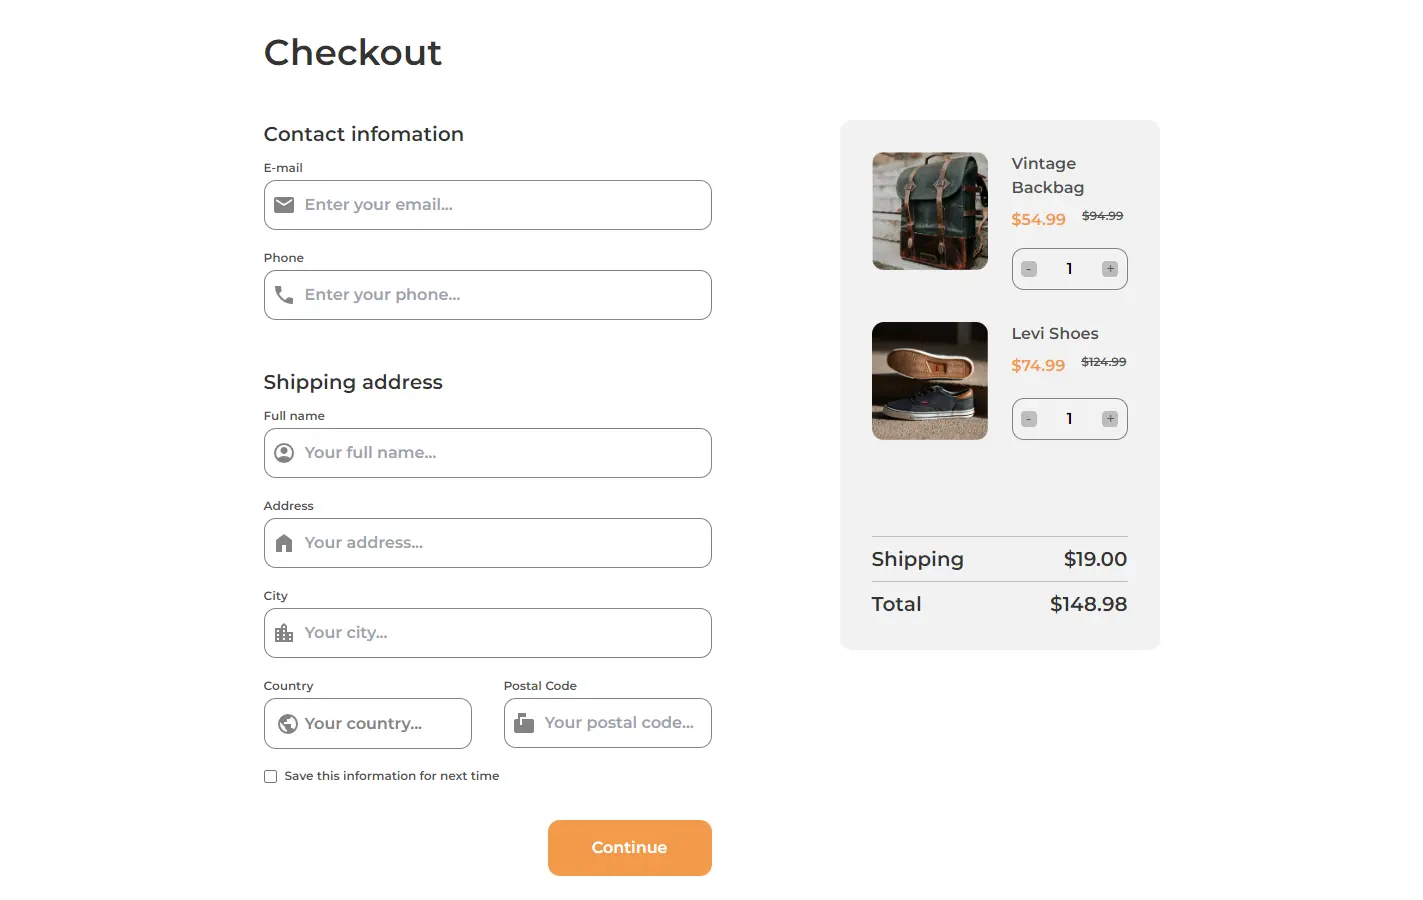 Checkout
Contact infomation
E-mail
Enter your email...
Phone
Enter your phone...
Shipping address
Full name
Your full name...
Address
Your address...
City
Your city...
Country
Your country...
Postal Code
Your postal code...
Save this information for next time
Continue
Vintage
Backbag
$54.99 $94.99
- 1 +
Levi Shoes
$74.99 $124.99
- 1 +
Shipping $19.00
Total $148.98